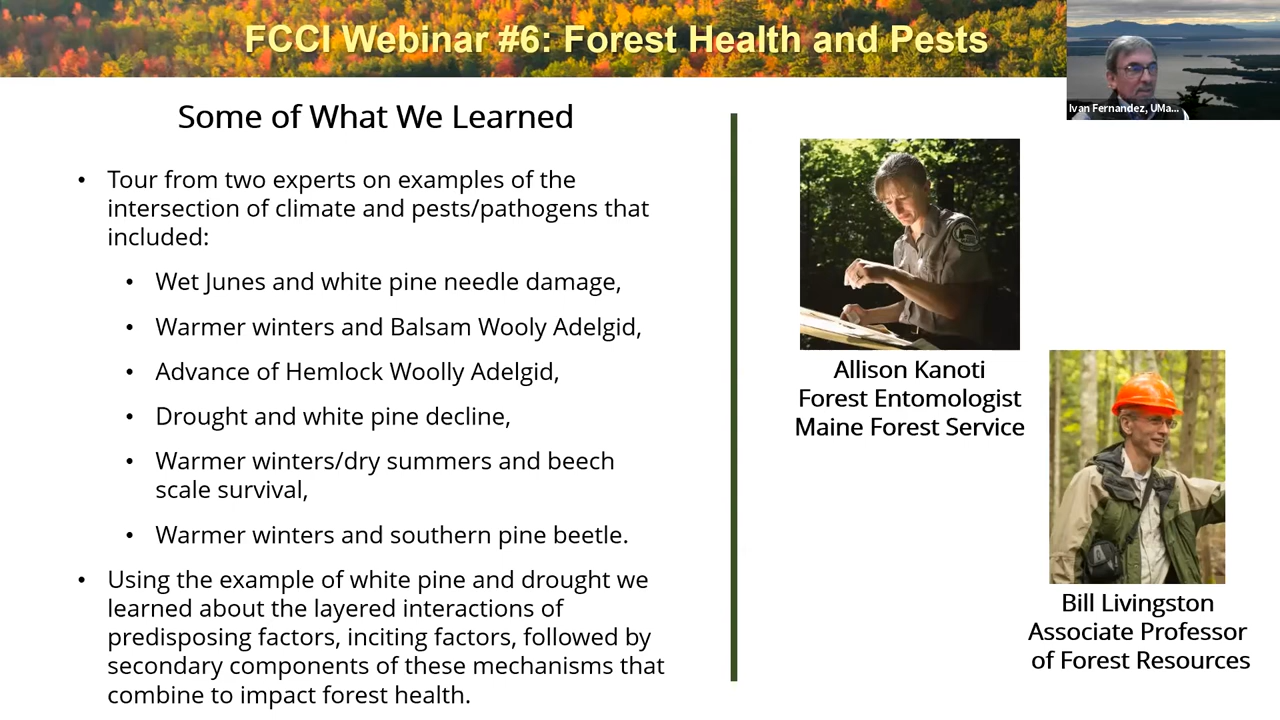 FCCI Webinar #6: Forest Health and Pests
Ivan Fernandez, UMa...
Some of What We Learned
• Tour from two experts on examples of the
intersection of climate and pests/pathogens that
included:
• Wet Junes and white pine needle damage,
• Warmer winters and Balsam Wooly Adelgid,
• Advance of Hemlock Woolly Adelgid,
• Drought and white pine decline,
• Warmer winters/dry summers and beech
scale survival,
• Warmer winters and southern pine beetle.
• Using the example of white pine and drought we
learned about the layered interactions of
predisposing factors, inciting factors, followed by
secondary components of these mechanisms that
combine to impact forest health.
Allison Kanoti
Forest Entomologist
Maine Forest Service
Bill Livingston
Associate Professor
of Forest Resources